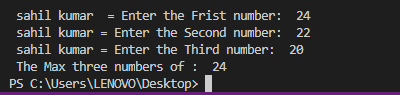 sahil kumar  = Enter the Frist number:  24
sahil kumar = Enter the Second number:  22
sahil kumar = Enter the Third number:  20
The Max three numbers of :  24
PS C:\Users\LENOVO\Desktop>